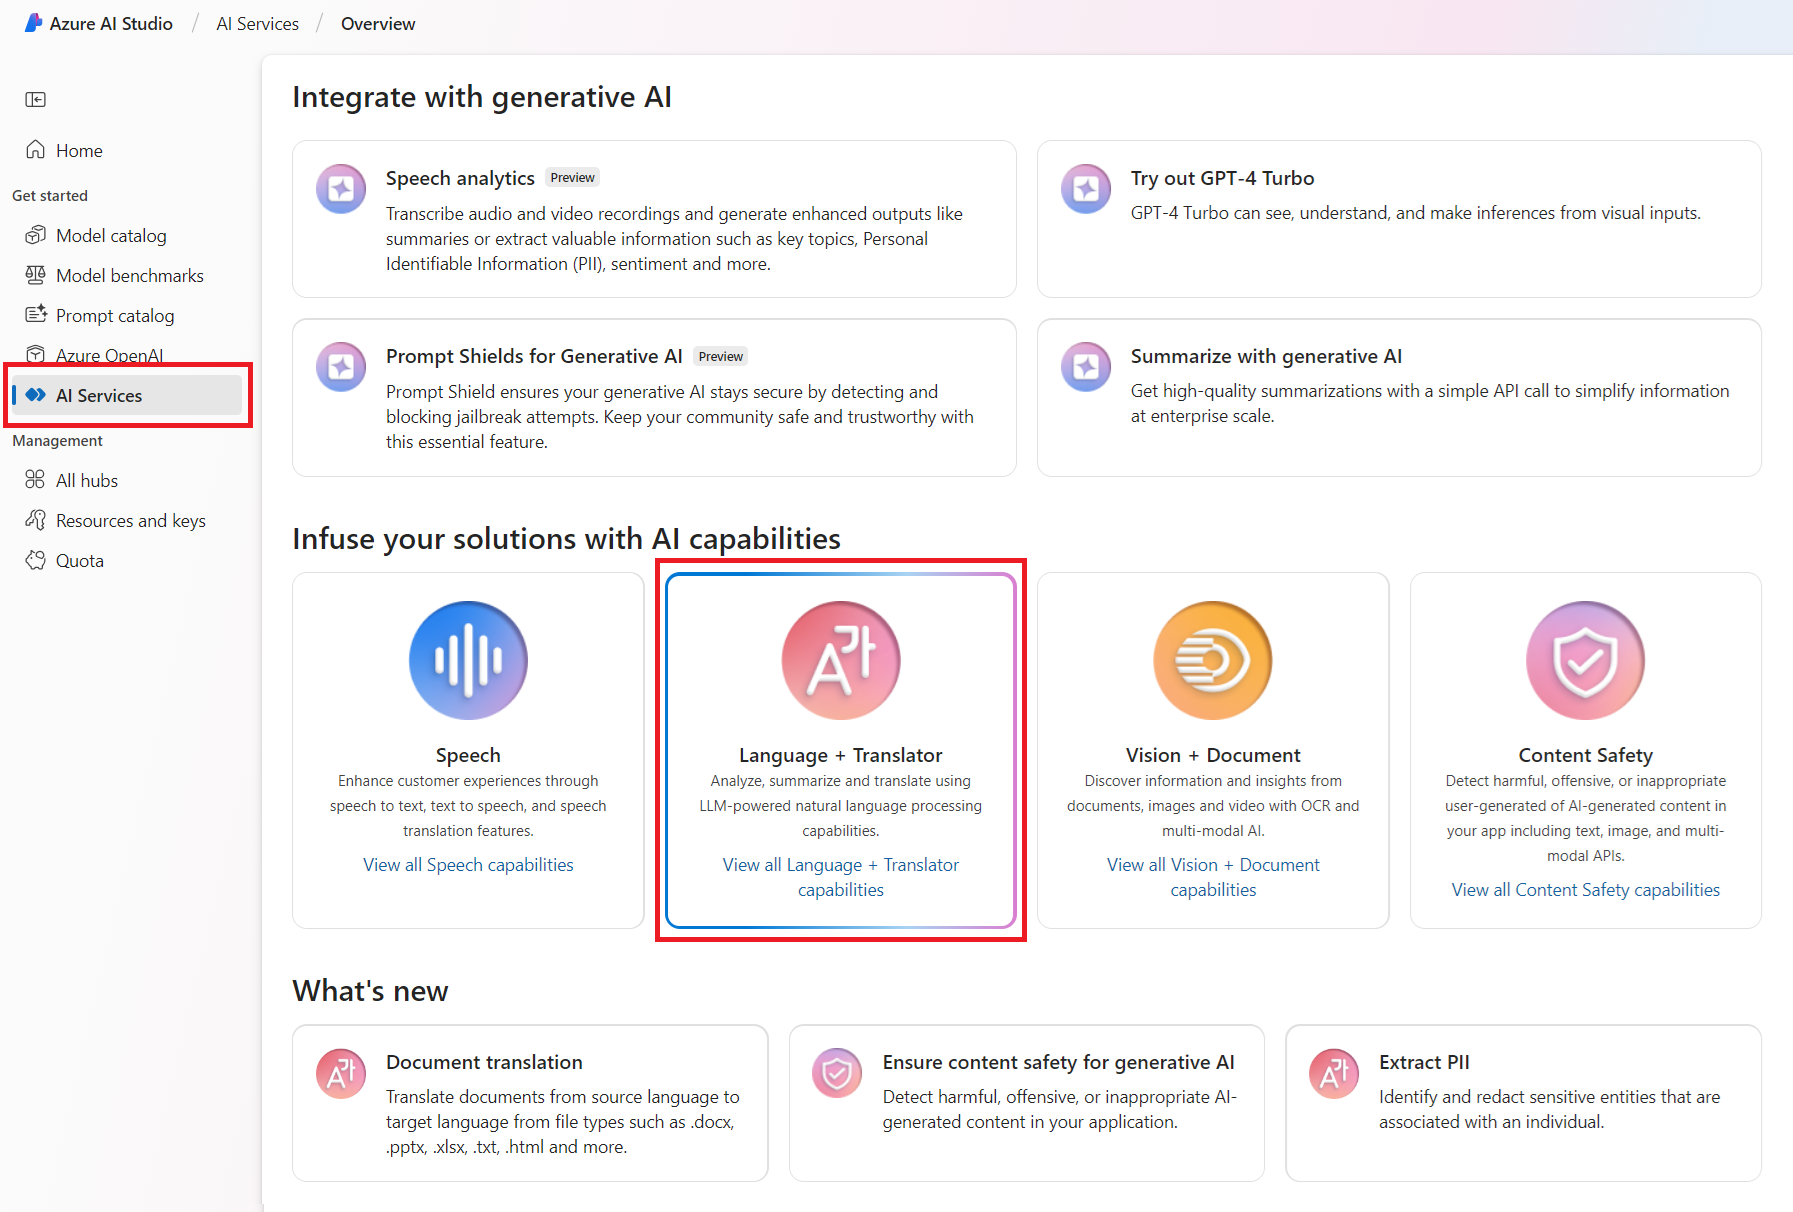 Azure AI Studio / AI Services / Overview
Home
Get started
Model catalog
Model benchmarks
Prompt catalog
Azure OpenAI
AI Services
Management
All hubs
Resources and keys
Quota
Integrate with generative AI
Speech analytics Preview
Transcribe audio and video recordings and generate enhanced outputs like
summaries or extract valuable information such as key topics, Personal
Identifiable Information (PII), sentiment and more.
Try out GPT-4 Turbo
GPT-4 Turbo can see, understand, and make inferences from visual inputs.
Prompt Shields for Generative AI Preview
Prompt Shield ensures your generative AI stays secure by detecting and
blocking jailbreak attempts. Keep your community safe and trustworthy with
this essential feature.
Summarize with generative AI
Get high-quality summarizations with a simple API call to simplify information
at enterprise scale.
Infuse your solutions with AI capabilities
Speech
Enhance customer experiences through
speech to text, text to speech, and speech
translation features.
View all Speech capabilities
A가
Language + Translator
Analyze, summarize and translate using
LLM-powered natural language processing
capabilities.
View all Language + Translator
capabilities
Vision + Document
Discover information and insights from
documents, images and video with OCR and
multi-modal AI.
View all Vision + Document
capabilities
Content Safety
Detect harmful, offensive, or inappropriate
user-generated of AI-generated content in
your app including text, image, and multi-
modal APIs.
View all Content Safety capabilities
What's new
A가
Document translation
Translate documents from source language to
target language from file types such as .docx,
.pptx, .xlsx, .txt, .html and more.
Ensure content safety for generative AI
Detect harmful, offensive, or inappropriate AI-
generated content in your application.
A가
Extract PII
Identify and redact sensitive entities that are
associated with an individual.